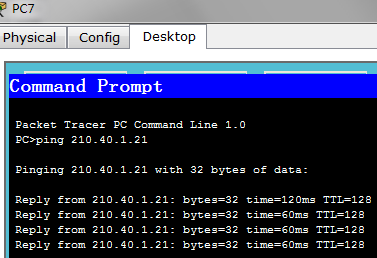 PC7
Physical Config Desktop
Command Prompt
Packet Tracer PC Command Line 1.0
PC>ping 210.40.1.21
Pinging 210.40.1.21 with 32 bytes of data:
Reply from 210.40.1.21: bytes=32 time=120ms TTL=128
Reply from 210.40.1.21: bytes=32 time=60ms TTL=128
Reply from 210.40.1.21: bytes=32 time=60ms TTL=128
Reply from 210.40.1.21: bytes=32 time=60ms TTL=128